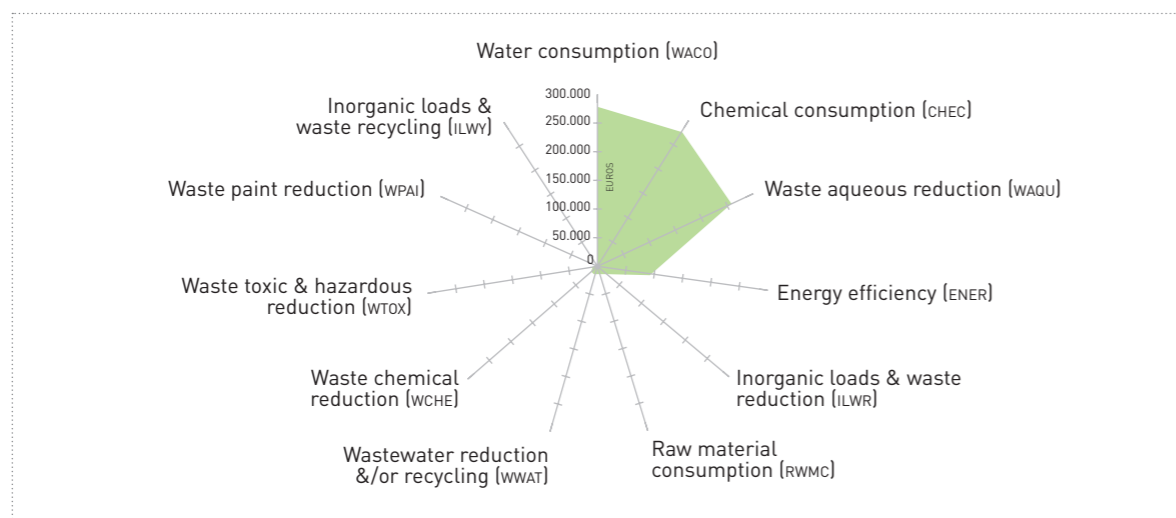 Water consumption (WACO)
300.000
250.000
200.000
150.000
100.000
50.000
0
EUROS
Chemical consumption (CHEC)
Waste aqueous reduction (WAQU)
Energy efficiency (ENER)
Inorganic loads & waste
reduction (ILWR)
Raw material
consumption (RWMC)
Wastewater reduction
&/or recycling (WWAT)
Waste chemical
reduction (WCHE)
Waste toxic & hazardous
reduction (WTOX)
Waste paint reduction (WPAI)
Inorganic loads &
waste recycling (ILWY)